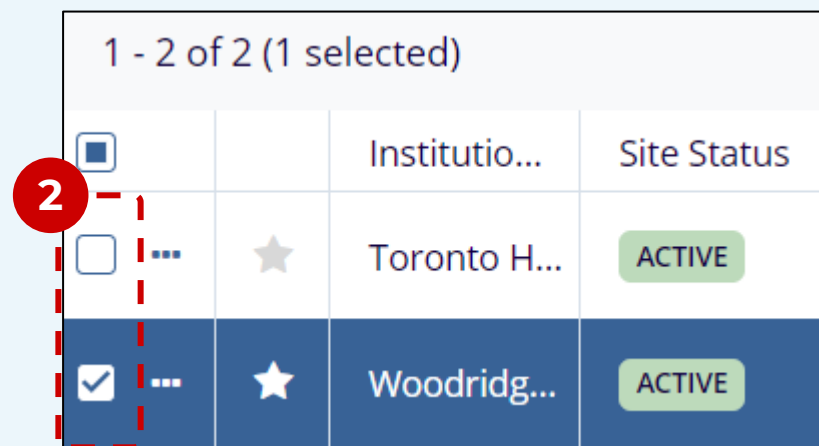 1 - 2 of 2 (1 selected)
Institutio... Site Status
2
Toronto H... ACTIVE
Woodridg... ACTIVE